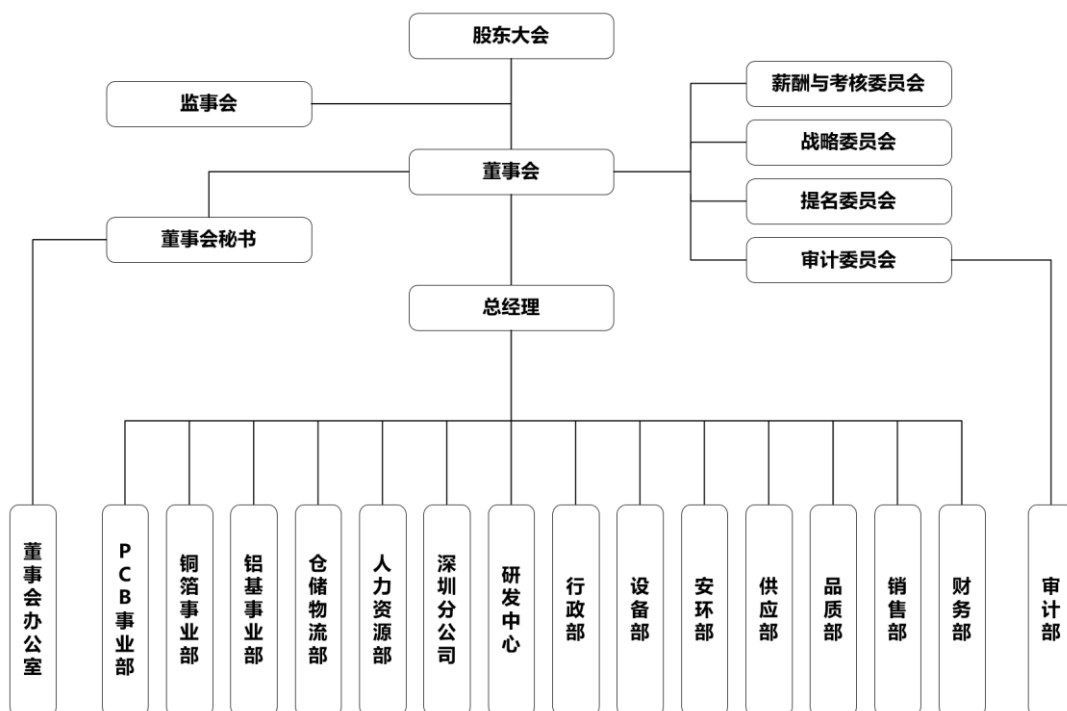 股东大会
监事会
薪酬与考核委员会
战略委员会
董事会
提名委员会
董事会秘书
审计委员会
总经理
董事会办公室
PCB事业部
铜箔事业部
铝基事业部
仓储物流部
人力资源部
深圳分公司
研发中心
行政部
设备部
安环部
供应部
品质部
销售部
财务部
审计部